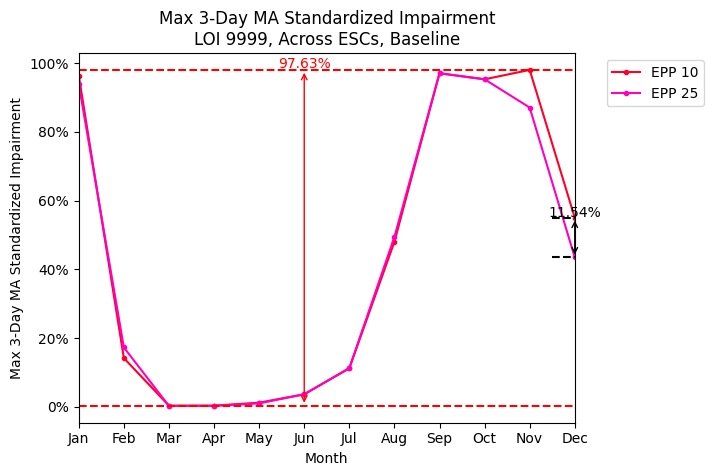 Max 3-Day MA Standardized Impairment
LOI 9999, Across ESCs, Baseline
Max 3-Day MA Standardized Impairment
100%
80%
60%
40%
20%
0%
97.63%
11.54%
EPP 10
EPP 25
Jan Feb Mar Apr May Jun Jul Aug Sep Oct Nov Dec
Month